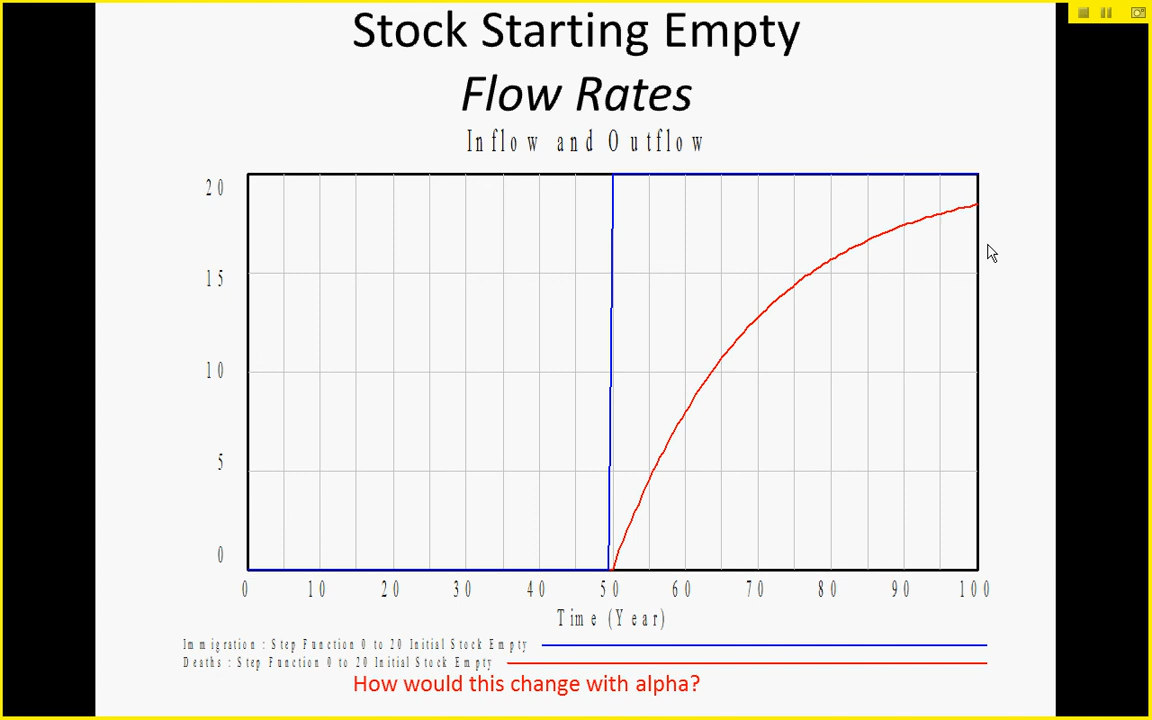 Stock Starting Empty
Flow Rates
Inflow and Outflow
20
15
10
5
0
0 10 20 30 40 50 60 70 80 90 100
Time (Year)
Immigration : Step Function 0 to 20 Initial Stock Empty
Deaths : Step Function 0 to 20 Initial Stock Empty
How would this change with alpha?